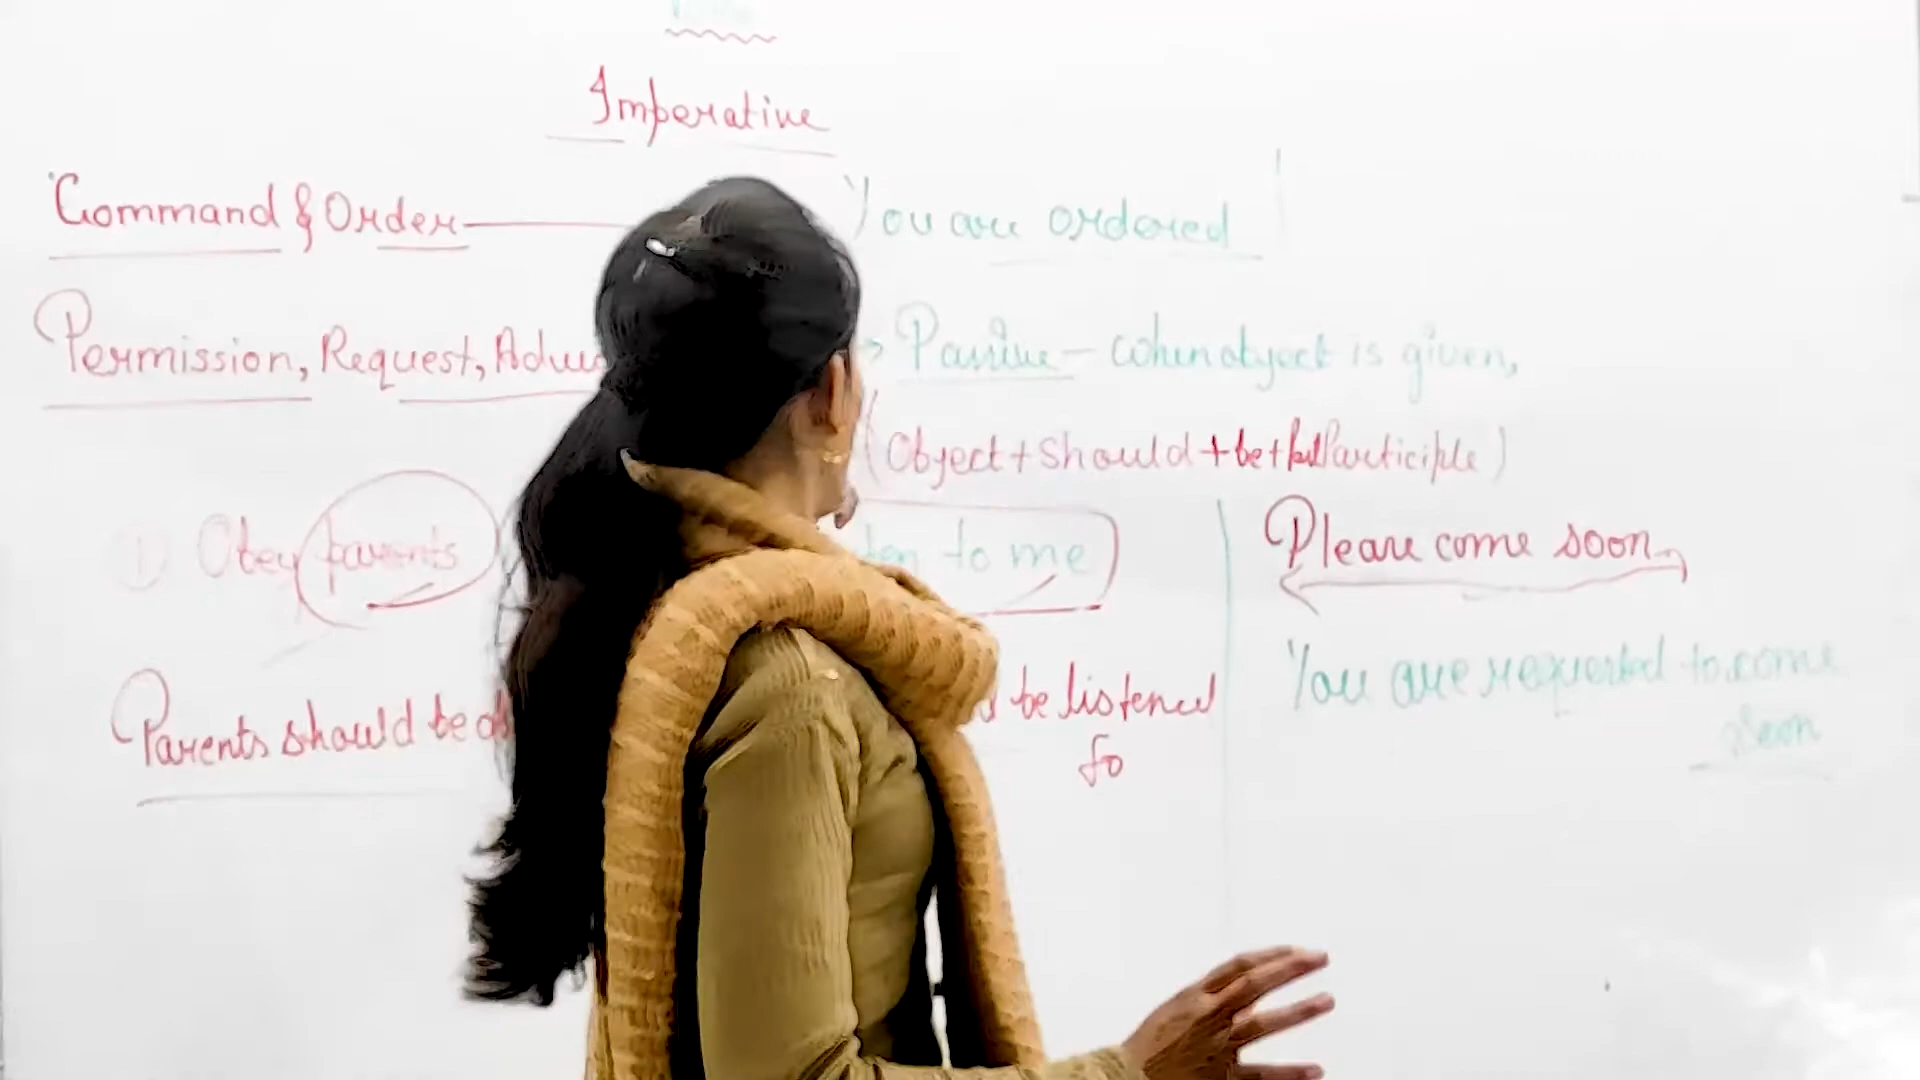 Imperative
Command & Order You are ordered
Permission, Request, Passive - When object is given,
(Object + should + be + Participle)
1) Obey parents to me
Please come soon
Parents should be be listened
to
You are requested to come
soon